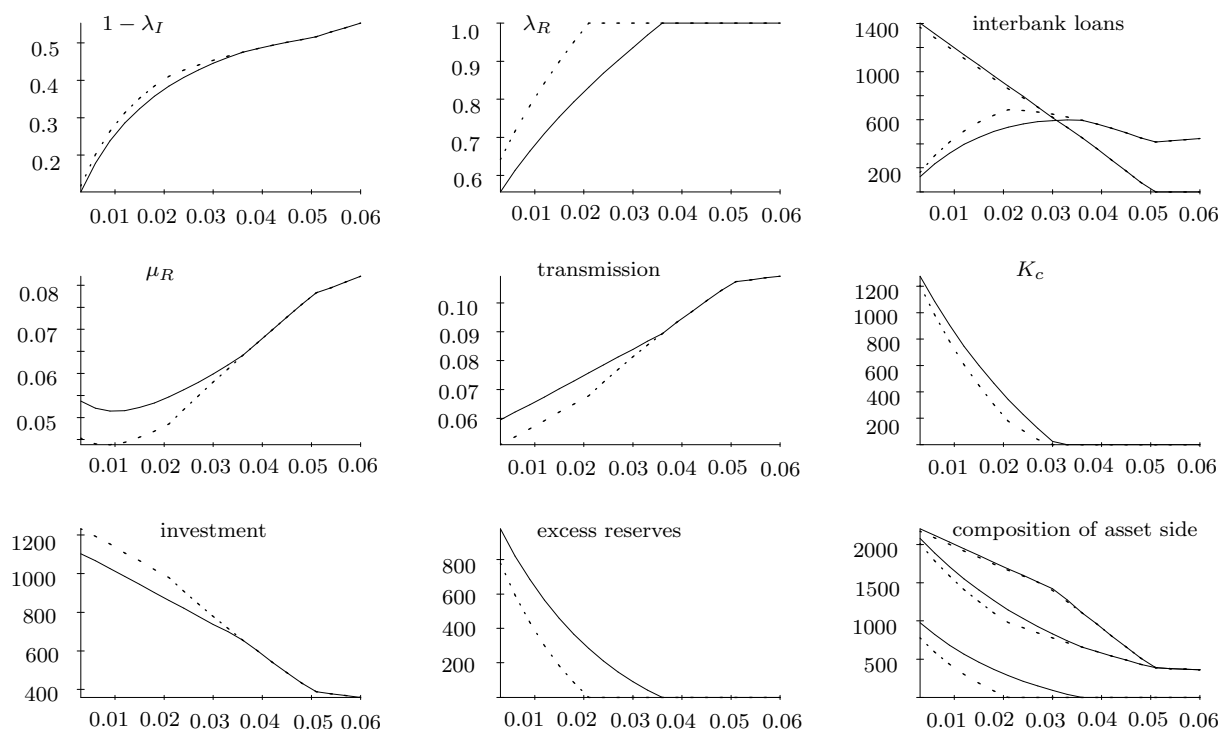 1 − λ_I
0.5
0.4
0.3
0.2
0.01 0.02 0.03 0.04 0.05 0.06
λ_R
1.0
0.9
0.8
0.7
0.6
0.01 0.02 0.03 0.04 0.05 0.06
interbank loans
1400
1000
600
200
0.01 0.02 0.03 0.04 0.05 0.06
μ_R
0.08
0.07
0.06
0.05
0.01 0.02 0.03 0.04 0.05 0.06
transmission
0.10
0.09
0.08
0.07
0.06
0.01 0.02 0.03 0.04 0.05 0.06
K_c
1200
1000
800
600
400
200
0.01 0.02 0.03 0.04 0.05 0.06
investment
1200
1000
800
600
400
0.01 0.02 0.03 0.04 0.05 0.06
excess reserves
800
600
400
200
0.01 0.02 0.03 0.04 0.05 0.06
composition of asset side
2000
1500
1000
500
0.01 0.02 0.03 0.04 0.05 0.06